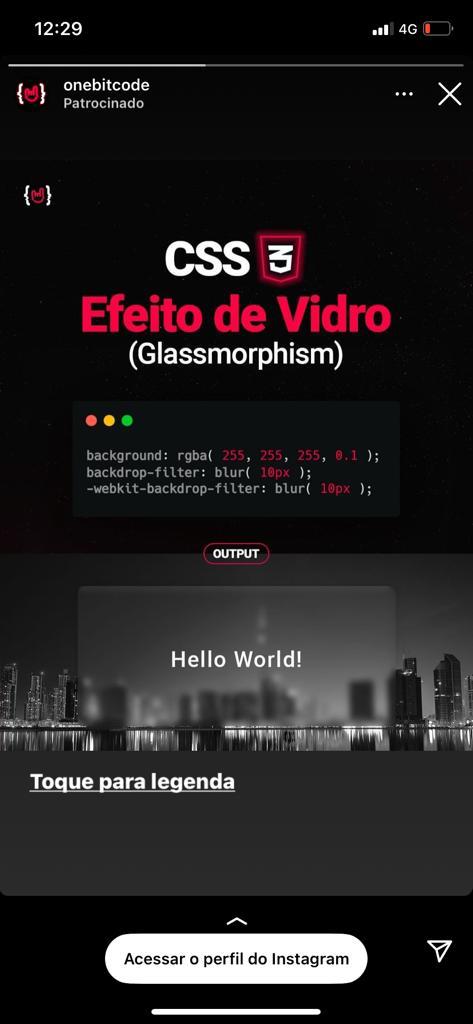 12:29
4G
onebitcode
Patrocinado
CSS 3
Efeito de Vidro
(Glassmorphism)
background: rgba( 255, 255, 255, 0.1 );
backdrop-filter: blur( 10px );
-webkit-backdrop-filter: blur( 10px );
OUTPUT
Hello World!
Toque para legenda
Acessar o perfil do Instagram